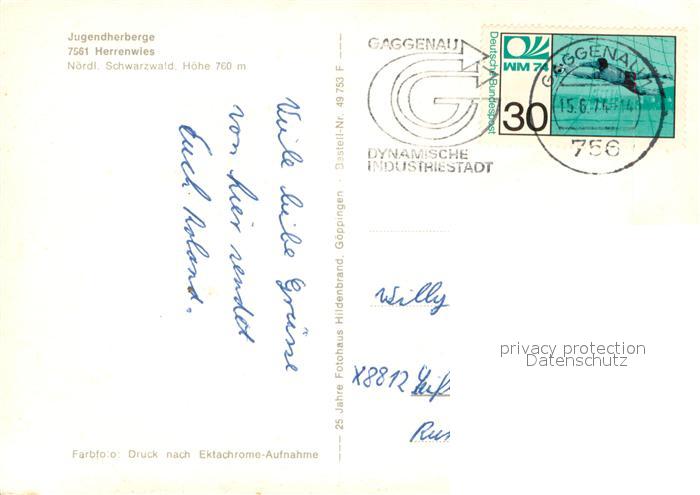 Jugendherberge
7561 Herrenwies
Nördl. Schwarzwald, Höhe 760 m
Viele liebe Grüsse
von hier sendet
Euch Roland.
Farbfoto: Druck nach Ektachrome-Aufnahme
25 Jahre Fotohaus Hildenbrand, Göppingen · Bestell-Nr. 49 753 F
GAGGENAU
DYNAMISCHE
INDUSTRIESTADT
Deutsche Bundespost
WM 74
30
GAGGENAU
15.6.74
756
Willy
X8812
privacy protection
Datenschutz